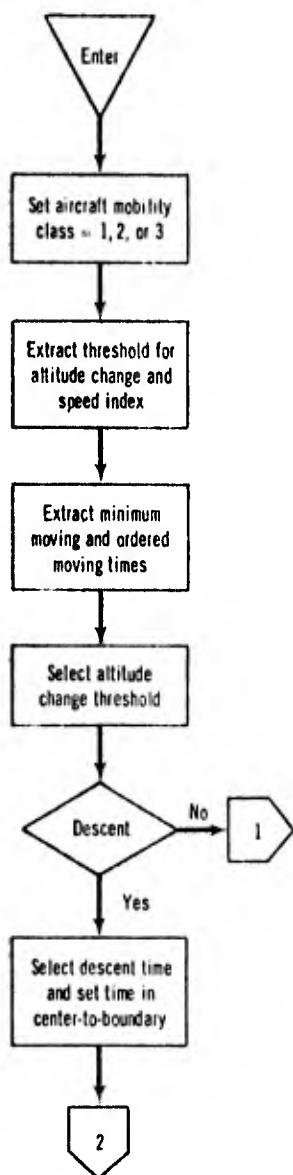 Enter
Set aircraft mobility
class = 1, 2, or 3
Extract threshold for
altitude change and
speed index
Extract minimum
moving and ordered
moving times
Select altitude
change threshold
Descent
No
1
Yes
Select descent time
and set time in
center-to-boundary
2